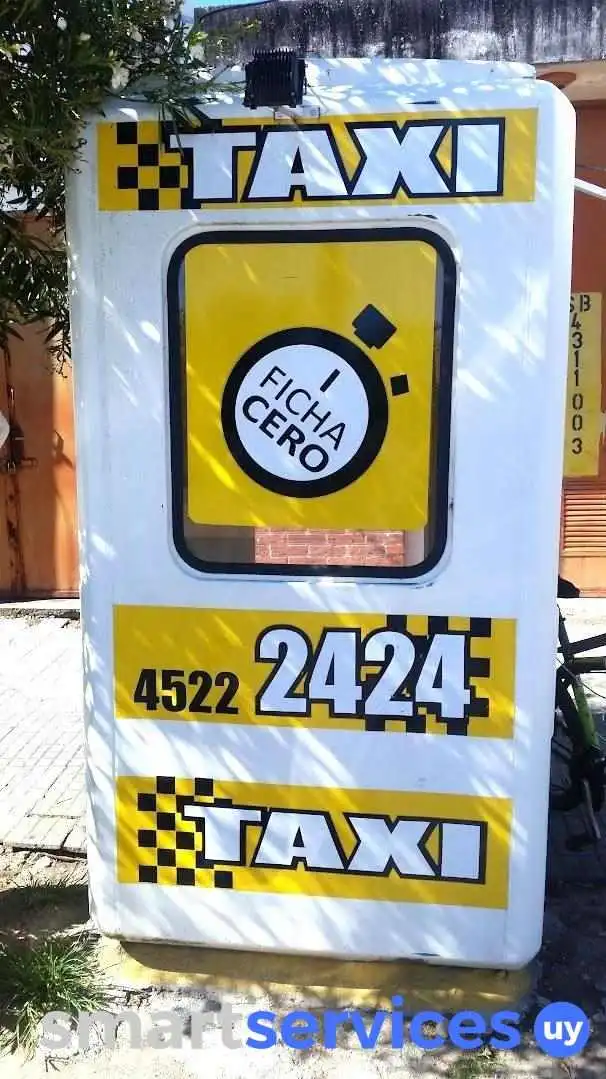 TAXI
I
FICHA
CERO
SB
4311003
4522 2424
TAXI
smartservices uy